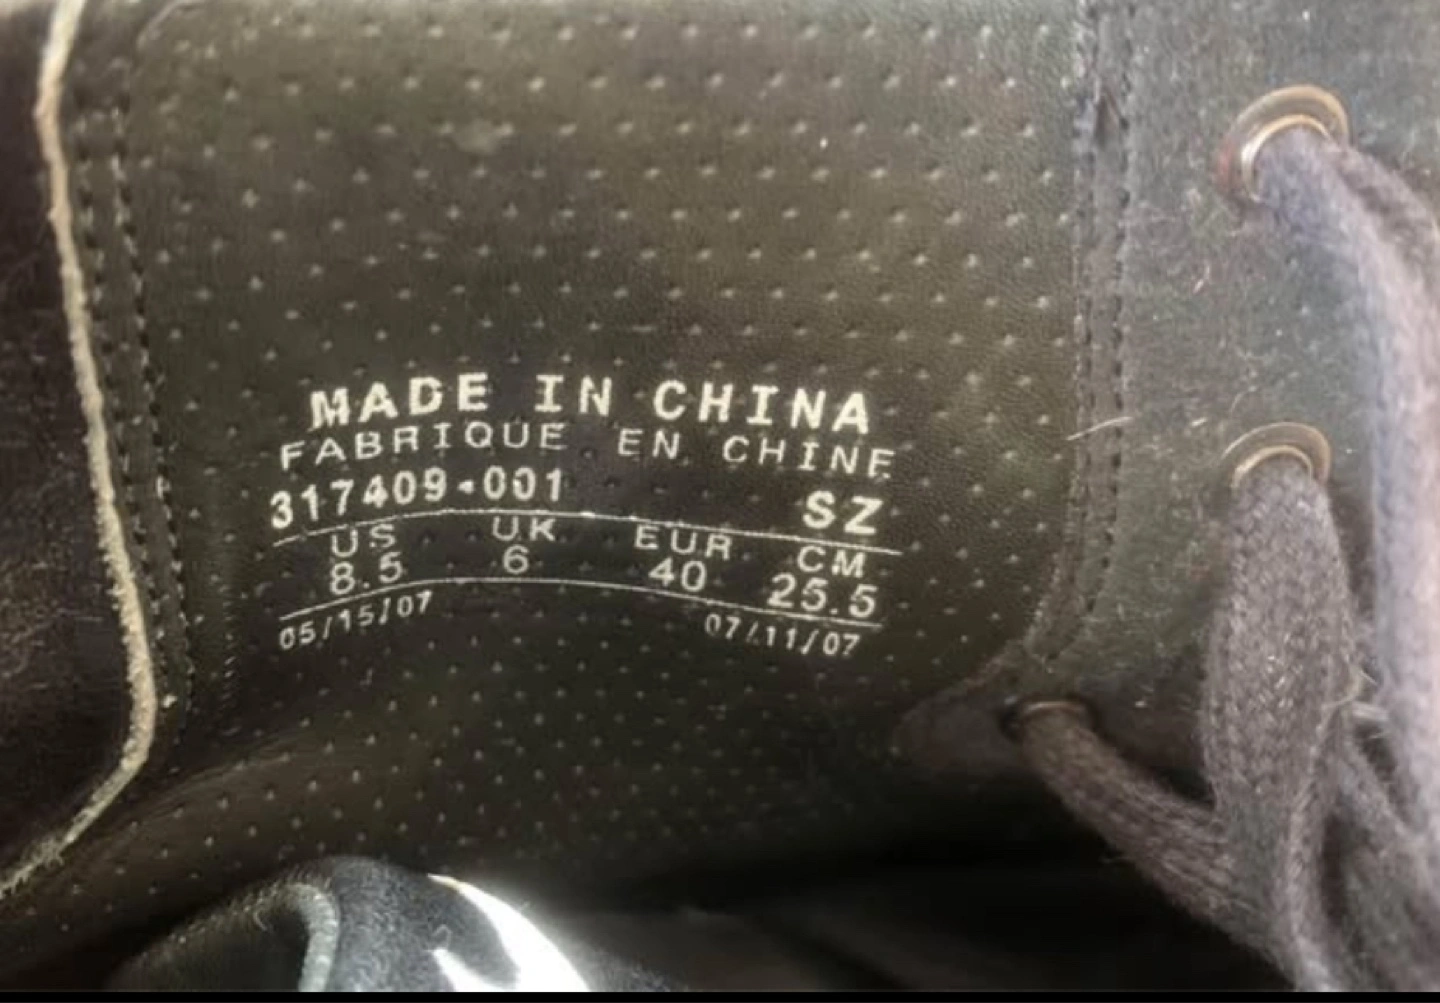 MADE IN CHINA
FABRIQUE EN CHINE
317409-001 SZ
US UK EUR CM
8.5 6 40 25.5
05/15/07 07/11/07